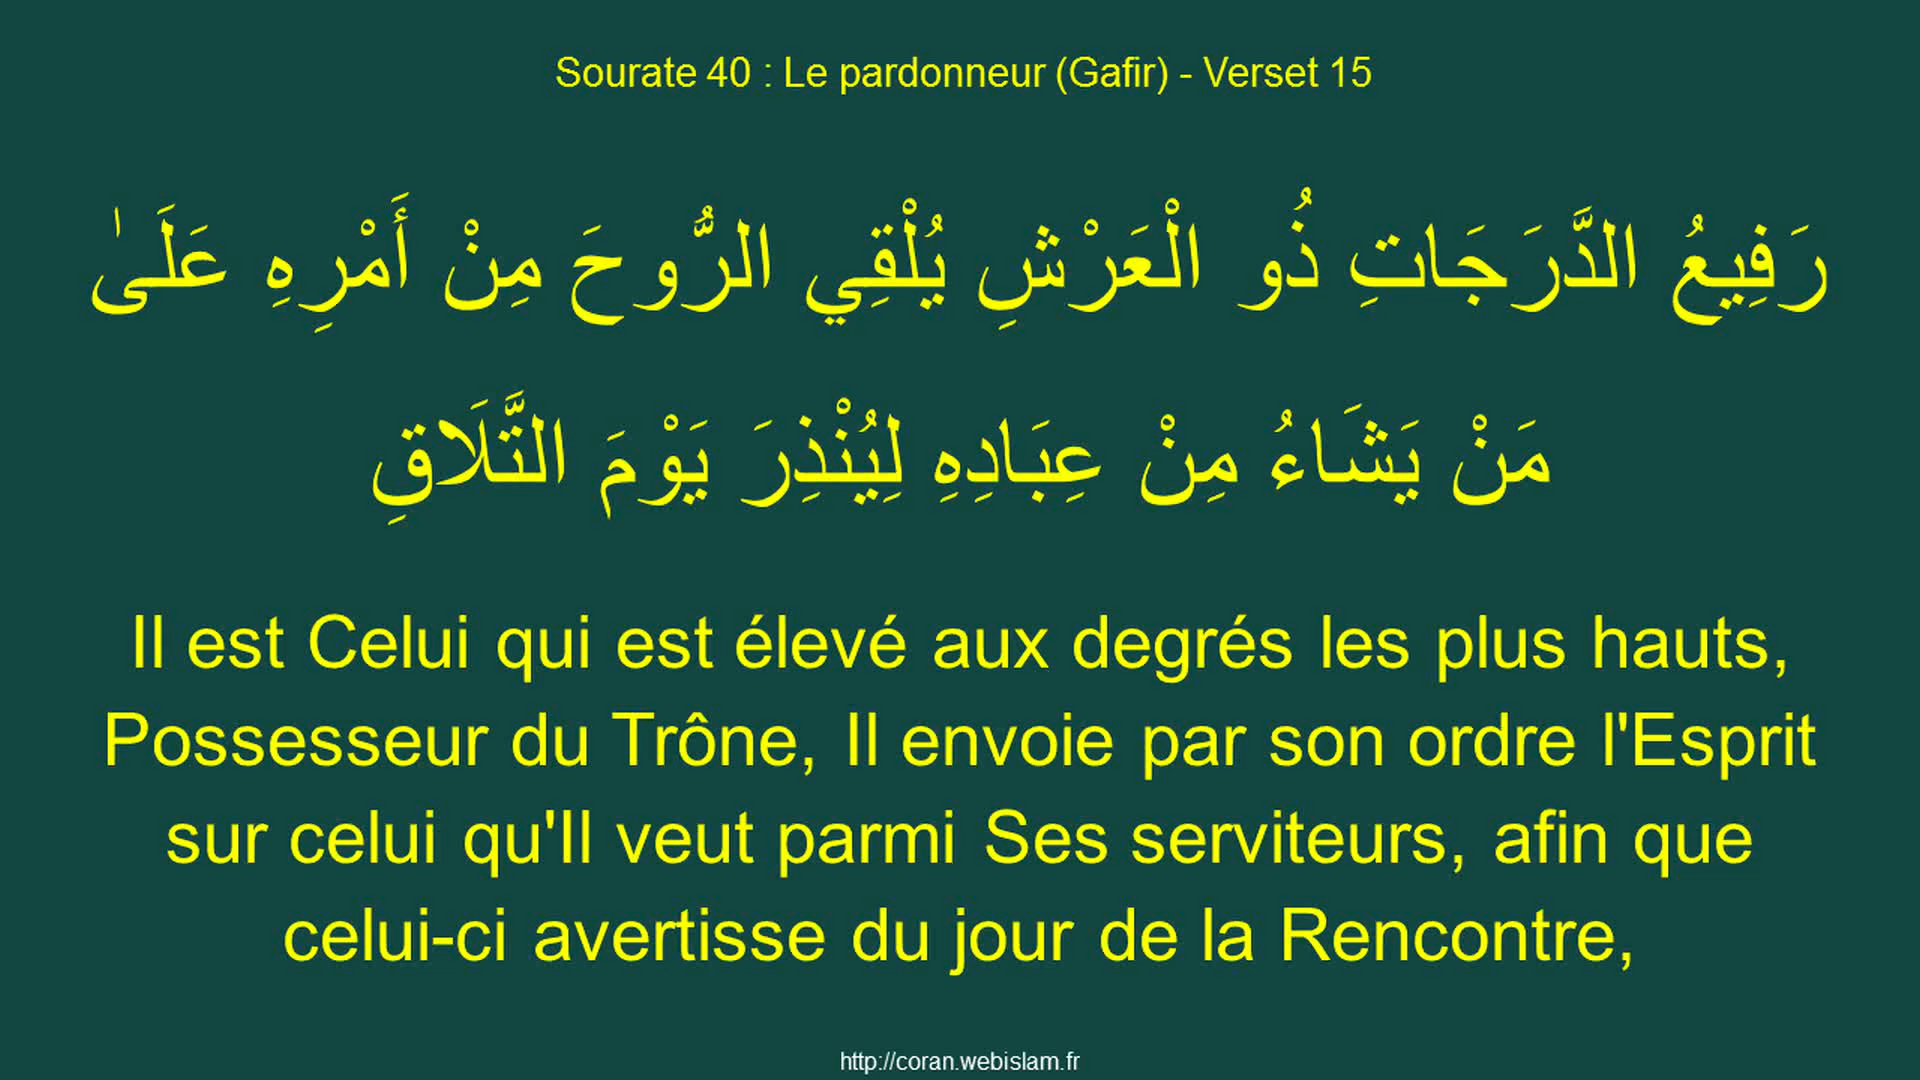 Sourate 40 : Le pardonneur (Gafir) - Verset 15
رَفِيعُ الدَّرَجَاتِ ذُو الْعَرْشِ يُلْقِي الرُّوحَ مِنْ أَمْرِهِ عَلَىٰ
مَنْ يَشَاءُ مِنْ عِبَادِهِ لِيُنْذِرَ يَوْمَ التَّلَاقِ
Il est Celui qui est élevé aux degrés les plus hauts,
Possesseur du Trône, Il envoie par son ordre l'Esprit
sur celui qu'Il veut parmi Ses serviteurs, afin que
celui-ci avertisse du jour de la Rencontre,
http://coran.webislam.fr